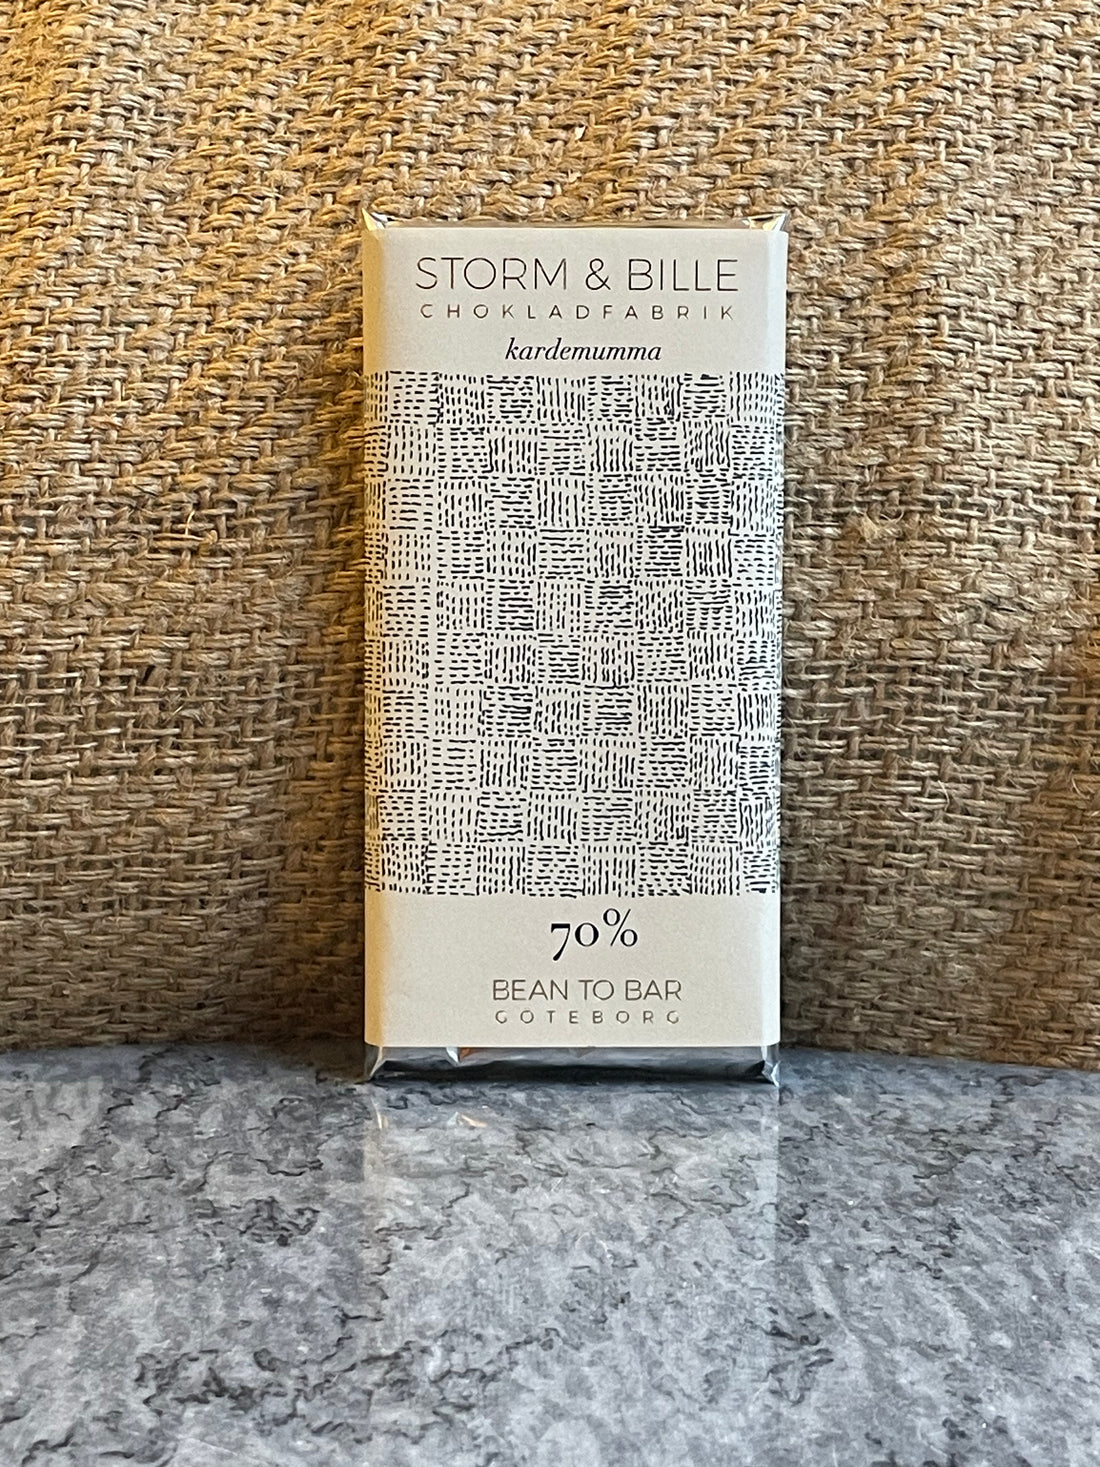 STORM & BILLE
CHOKLADFABRIK
kardemumma
70%
BEAN TO BAR
GÖTEBORG